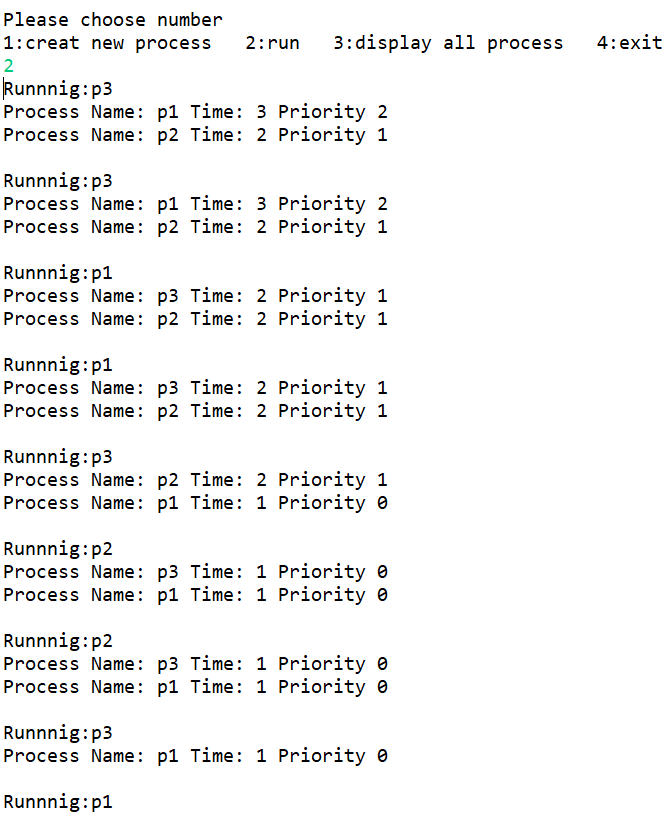 Please choose number
1:creat new process   2:run   3:display all process   4:exit
2
Runnnig:p3
Process Name: p1 Time: 3 Priority 2
Process Name: p2 Time: 2 Priority 1

Runnnig:p3
Process Name: p1 Time: 3 Priority 2
Process Name: p2 Time: 2 Priority 1

Runnnig:p1
Process Name: p3 Time: 2 Priority 1
Process Name: p2 Time: 2 Priority 1

Runnnig:p1
Process Name: p3 Time: 2 Priority 1
Process Name: p2 Time: 2 Priority 1

Runnnig:p3
Process Name: p2 Time: 2 Priority 1
Process Name: p1 Time: 1 Priority 0

Runnnig:p2
Process Name: p3 Time: 1 Priority 0
Process Name: p1 Time: 1 Priority 0

Runnnig:p2
Process Name: p3 Time: 1 Priority 0
Process Name: p1 Time: 1 Priority 0

Runnnig:p3
Process Name: p1 Time: 1 Priority 0

Runnnig:p1